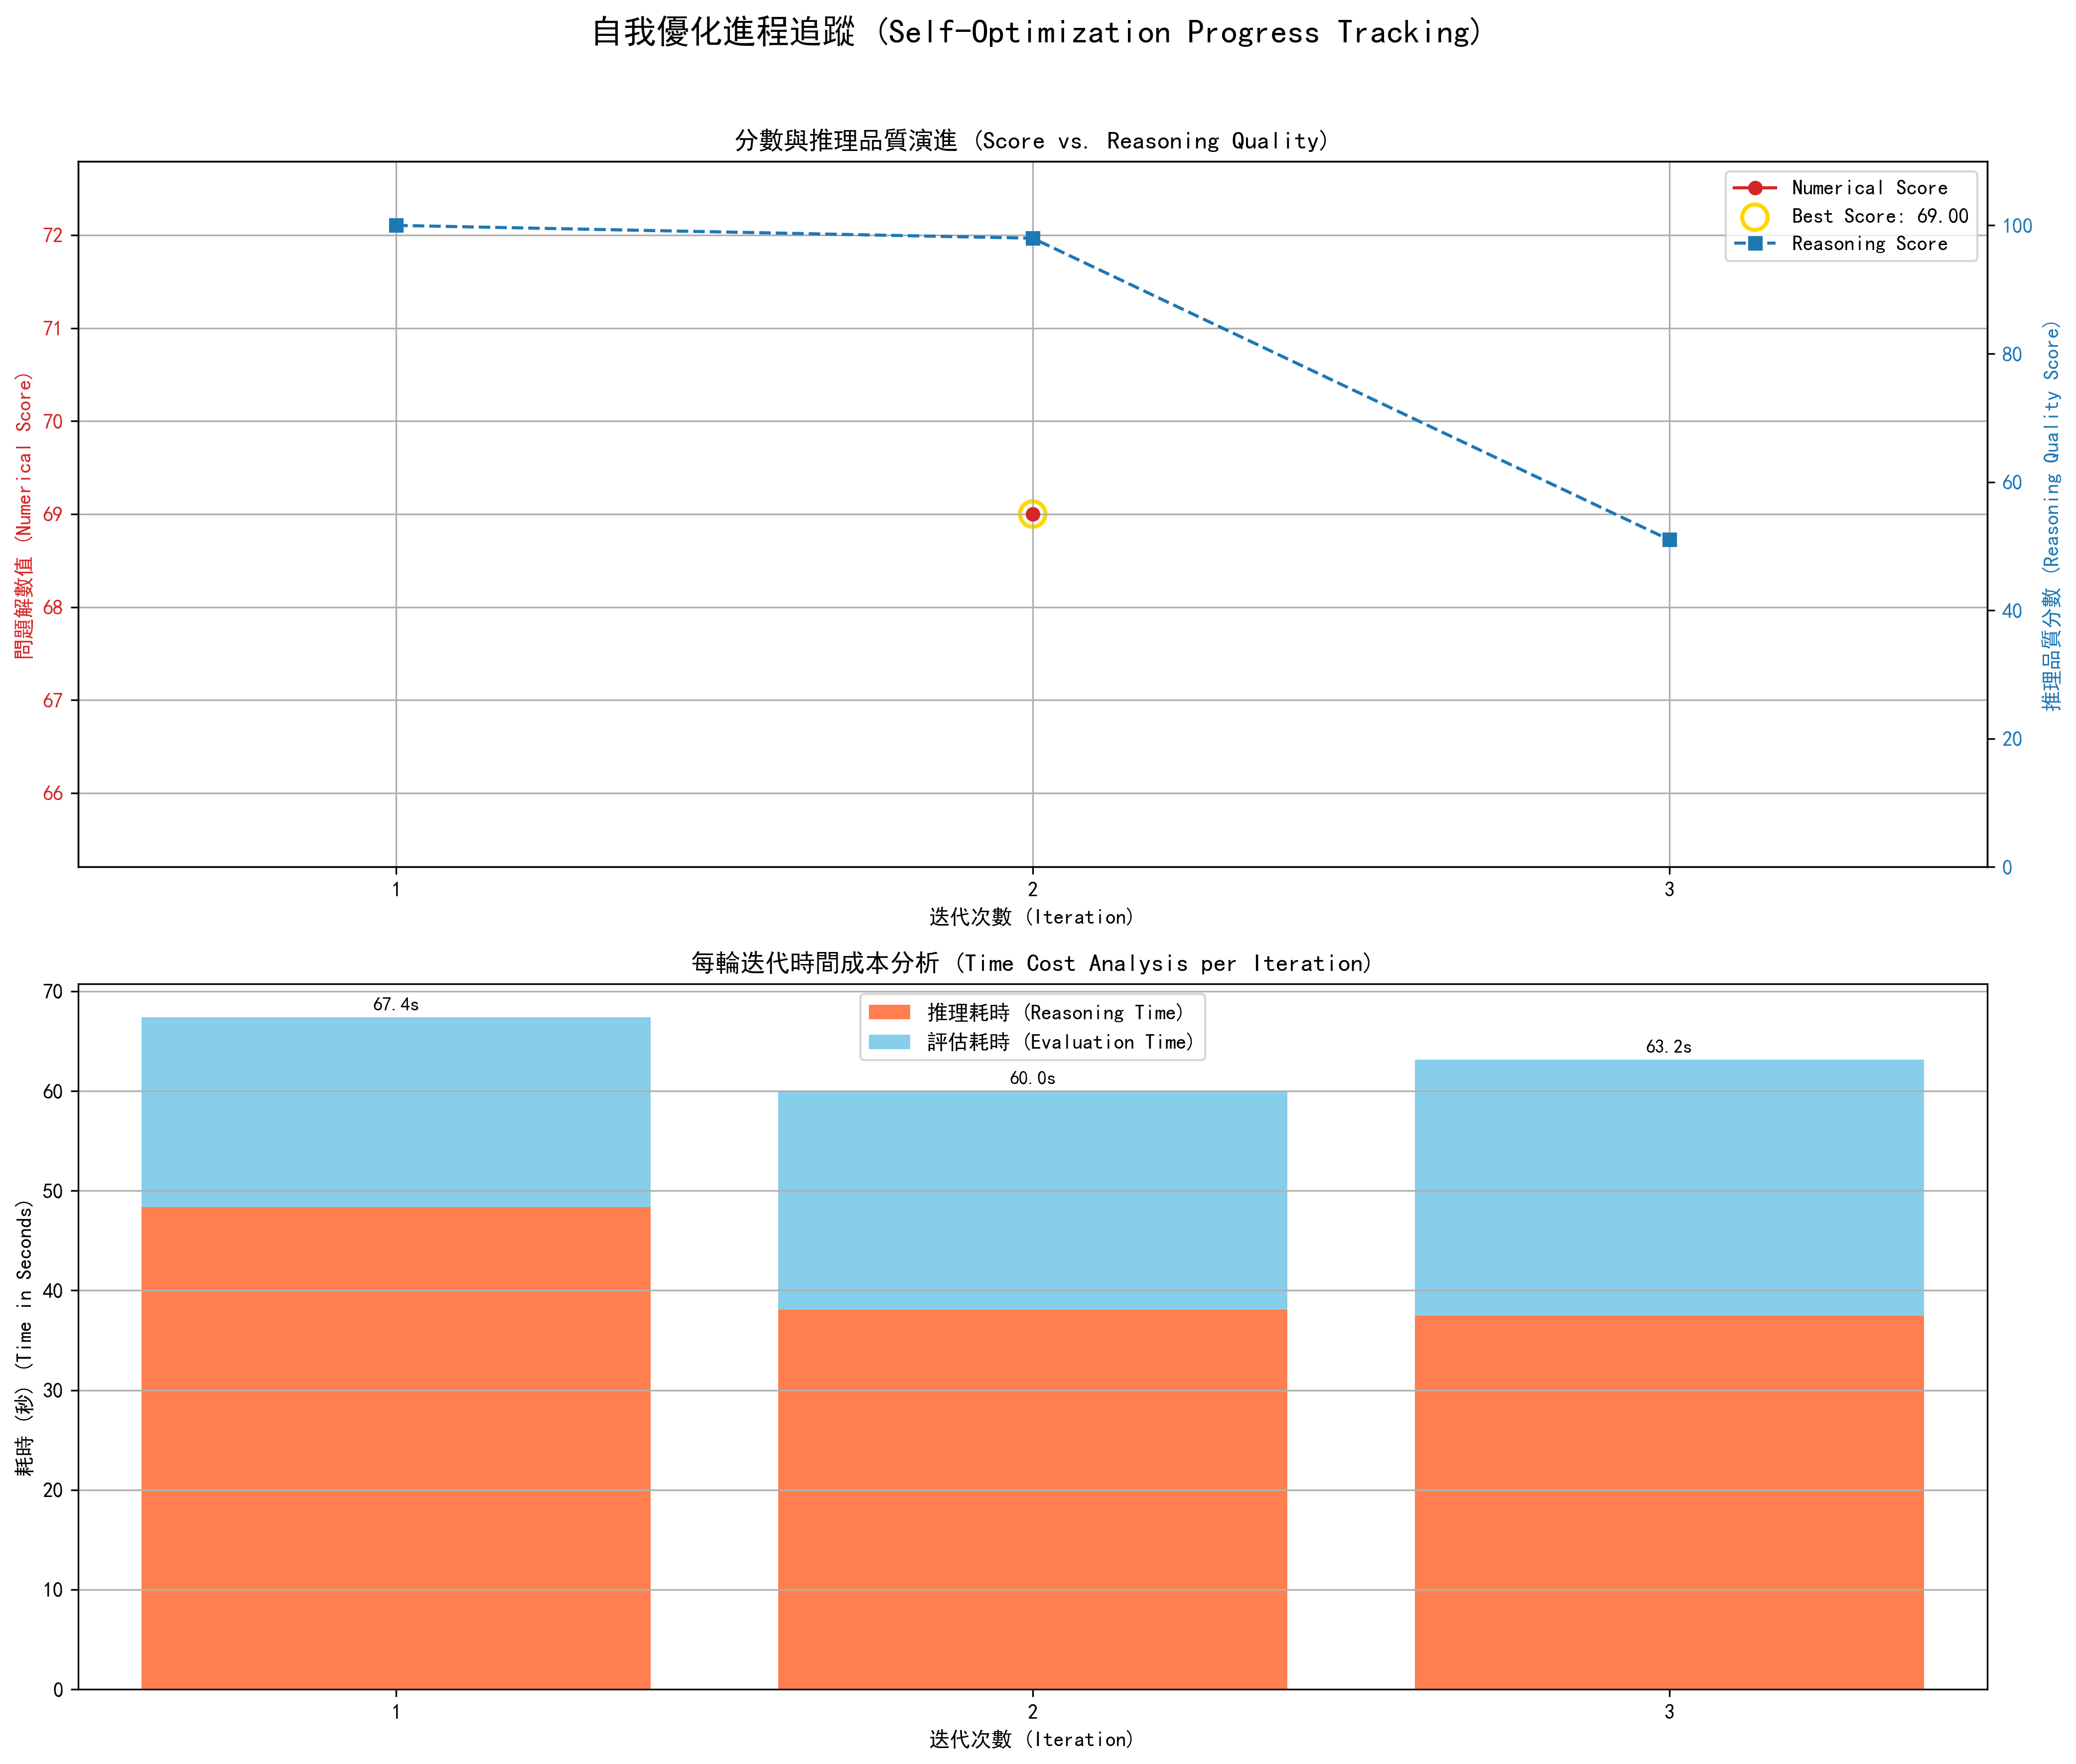 自我優化進程追蹤 (Self-Optimization Progress Tracking)
分數與推理品質演進 (Score vs. Reasoning Quality)
Numerical Score
Best Score: 69.00
Reasoning Score
問題解數值 (Numerical Score)
72
71
70
69
68
67
66
推理品質分數 (Reasoning Quality Score)
100
80
60
40
20
0
1
2
3
迭代次數 (Iteration)
每輪迭代時間成本分析 (Time Cost Analysis per Iteration)
推理耗時 (Reasoning Time)
評估耗時 (Evaluation Time)
67.4s
60.0s
63.2s
耗時 (秒) (Time in Seconds)
70
60
50
40
30
20
10
0
1
2
3
迭代次數 (Iteration)